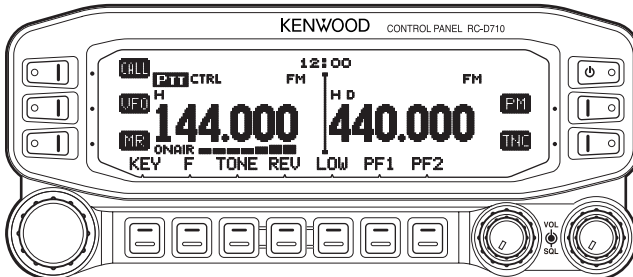 KENWOOD CONTROL PANEL RC-D710
CALL 12:00
PTT CTRL FM FM
VFO H H D PM
144.000 440.000
MR TNC
ONAIR
KEY F TONE REV LOW PF1 PF2
VOL
SQL